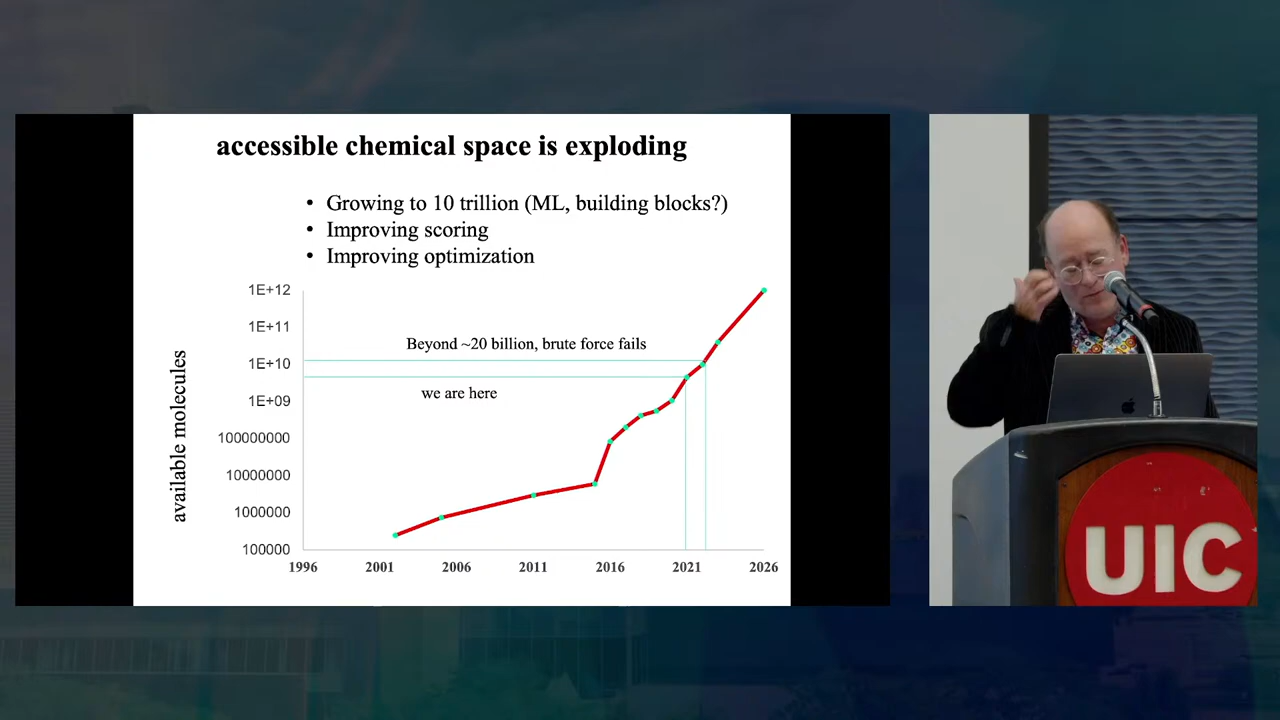 accessible chemical space is exploding
• Growing to 10 trillion (ML, building blocks?)
• Improving scoring
• Improving optimization
available molecules
1E+12
1E+11
1E+10
1E+09
100000000
10000000
1000000
100000
Beyond ~20 billion, brute force fails
we are here
1996
2001
2006
2011
2016
2021
2026
UIC